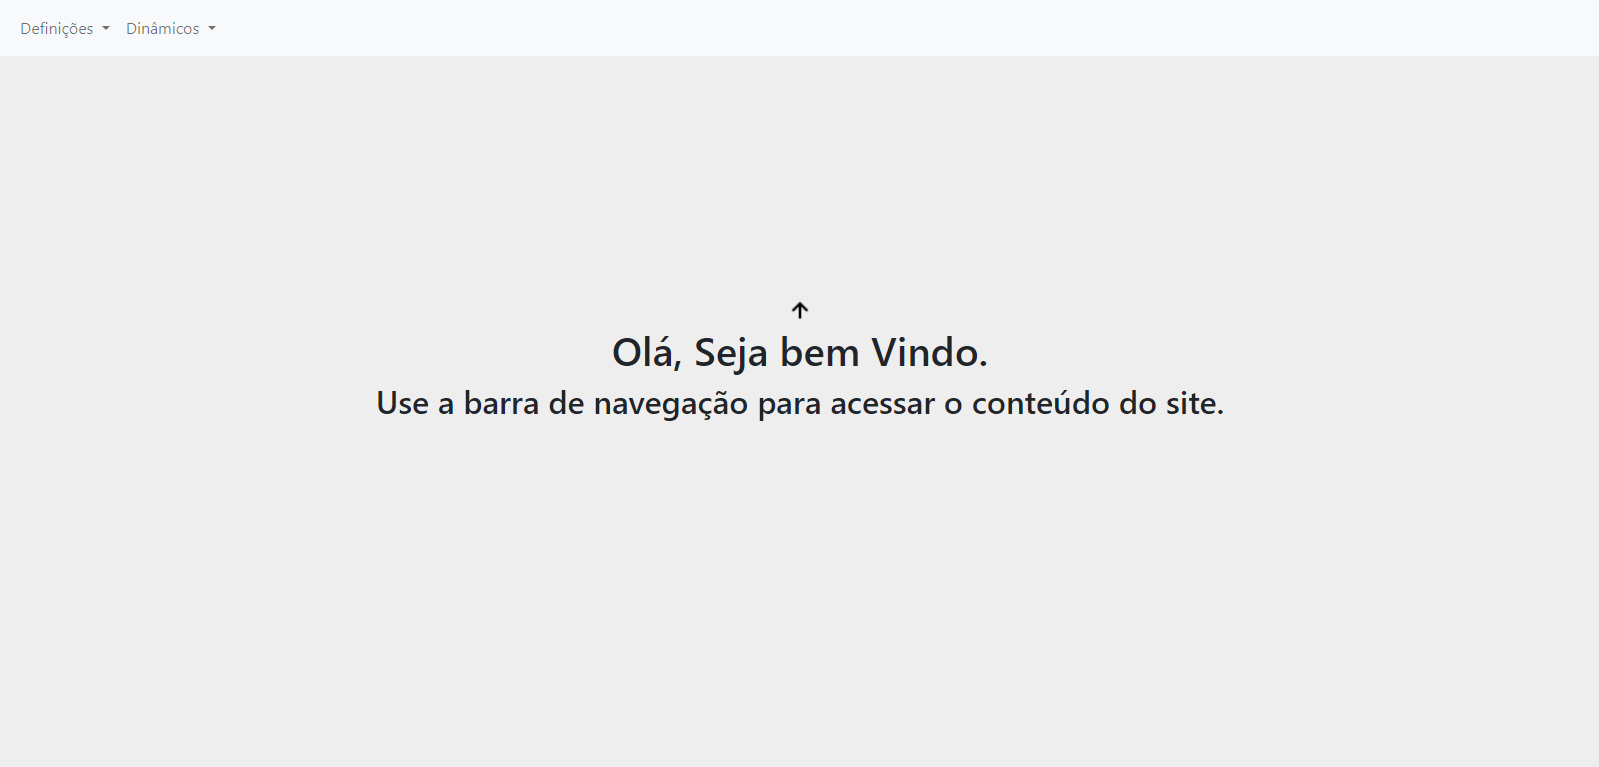 Definições Dinâmicos
Olá, Seja bem Vindo.
Use a barra de navegação para acessar o conteúdo do site.